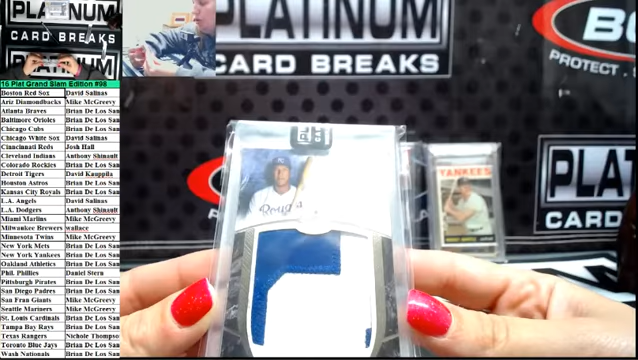 PLATINUM
CARD BREAKS
PLATINUM
CARD BREAKS
BC
PROTECT .
PLAT
CARD
YANKEES
Royals
16 Plat Grand Slam Edition #98
Boston Red Sox David Salinas
Ariz Diamondbacks Mike McGreevy
Atlanta Braves Brian De Los San
Baltimore Orioles Brian De Los San
Chicago Cubs Brian De Los San
Chicago White Sox David Salinas
Cincinnati Reds Josh Hall
Cleveland Indians Anthony Shinault
Colorado Rockies Brian De Los San
Detroit Tigers David Kauppila
Houston Astros Brian De Los San
Kansas City Royals Brian De Los San
L.A. Angels David Salinas
L.A. Dodgers Anthony Shinault
Miami Marlins Mike McGreevy
Milwaukee Brewers wallace
Minnesota Twins Mike McGreevy
New York Mets Brian De Los San
New York Yankees Brian De Los San
Oakland Athletics Brian De Los San
Phil. Phillies Daniel Stern
Pittsburgh Pirates Brian De Los San
San Diego Padres Brian De Los San
San Fran Giants Mike McGreevy
Seattle Mariners Mike McGreevy
St. Louis Cardinals Brian De Los San
Tampa Bay Rays Brian De Los San
Texas Rangers Nichole Thompso
Toronto Blue Jays Brian De Los San
Wash Nationals Brian De Los San